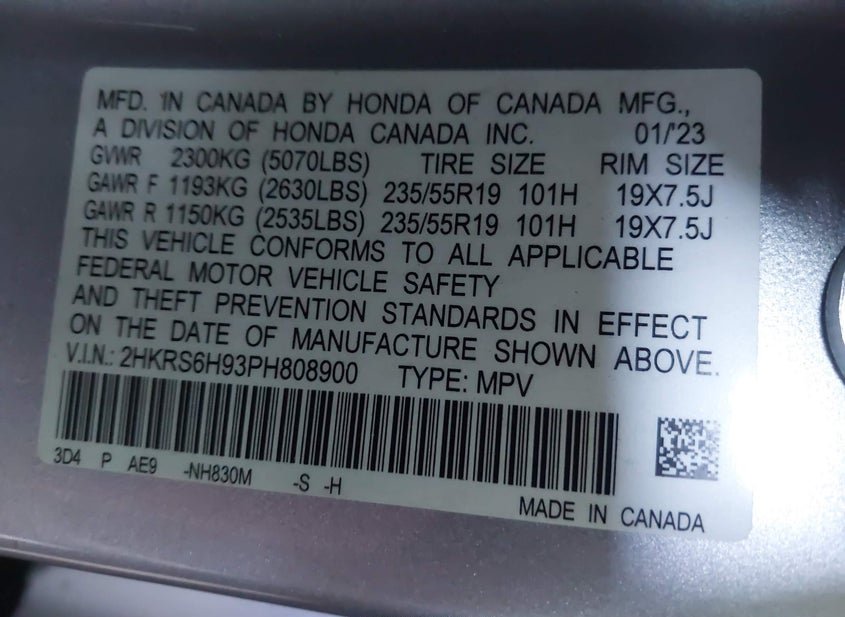 MFD. IN CANADA BY HONDA OF CANADA MFG.,
A DIVISION OF HONDA CANADA INC. 01/'23
GVWR 2300KG (5070LBS) TIRE SIZE RIM SIZE
GAWR F 1193KG (2630LBS) 235/55R19 101H 19X7.5J
GAWR R 1150KG (2535LBS) 235/55R19 101H 19X7.5J
THIS VEHICLE CONFORMS TO ALL APPLICABLE
FEDERAL MOTOR VEHICLE SAFETY
AND THEFT PREVENTION STANDARDS IN EFFECT
ON THE DATE OF MANUFACTURE SHOWN ABOVE.
V.I.N.: 2HKRS6H93PH808900 TYPE: MPV
3D4 P AE9 -NH830M -S -H
MADE IN CANADA